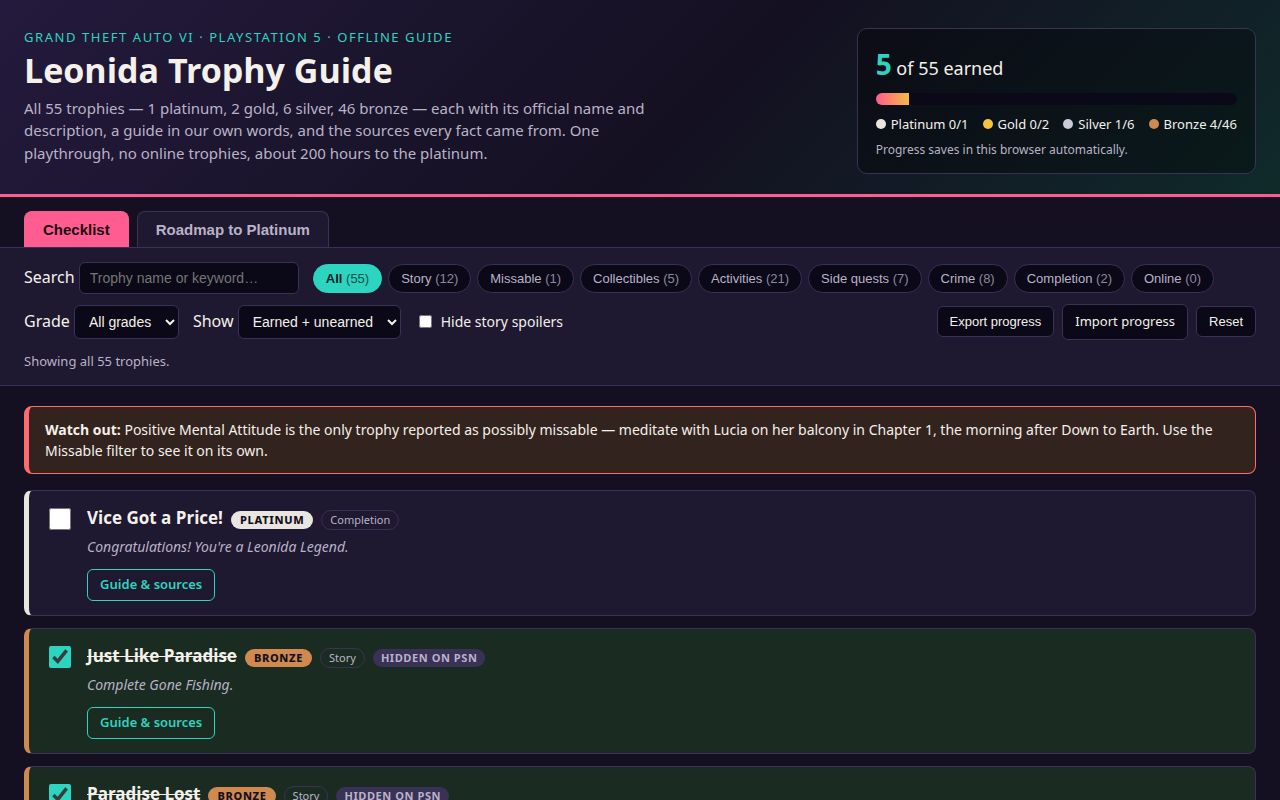 GRAND THEFT AUTO VI · PLAYSTATION 5 · OFFLINE GUIDE
Leonida Trophy Guide
All 55 trophies — 1 platinum, 2 gold, 6 silver, 46 bronze — each with its official name and
description, a guide in our own words, and the sources every fact came from. One
playthrough, no online trophies, about 200 hours to the platinum.
5 of 55 earned
Platinum 0/1 Gold 0/2 Silver 1/6 Bronze 4/46
Progress saves in this browser automatically.
Checklist Roadmap to Platinum
Search Trophy name or keyword… All (55) Story (12) Missable (1) Collectibles (5) Activities (21) Side quests (7) Crime (8) Completion (2) Online (0)
Grade All grades Show Earned + unearned Hide story spoilers Export progress Import progress Reset
Showing all 55 trophies.
Watch out: Positive Mental Attitude is the only trophy reported as possibly missable — meditate with Lucia on her balcony in Chapter 1, the morning after Down to Earth. Use the
Missable filter to see it on its own.
Vice Got a Price! PLATINUM Completion
Congratulations! You're a Leonida Legend.
Guide & sources
Just Like Paradise BRONZE Story HIDDEN ON PSN
Complete Gone Fishing.
Guide & sources
Paradise Lost BRONZE Story HIDDEN ON PSN